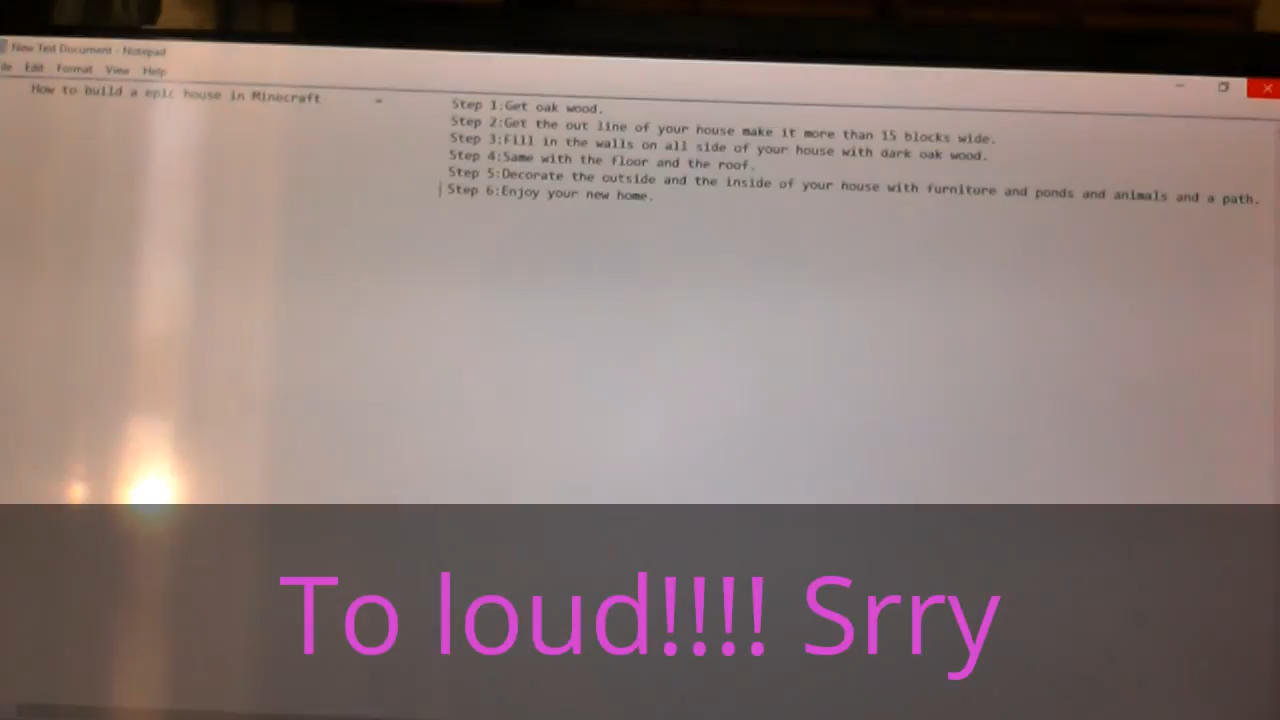 New Text Document - Notepad
File Edit Format View Help
How to build a epic house in Minecraft -
Step 1:Get oak wood.
Step 2:Get the out line of your house make it more than 15 blocks wide.
Step 3:Fill in the walls on all side of your house with dark oak wood.
Step 4:Same with the floor and the roof.
Step 5:Decorate the outside and the inside of your house with furniture and ponds and animals and a path.
Step 6:Enjoy your new home.
To loud!!!! Srry